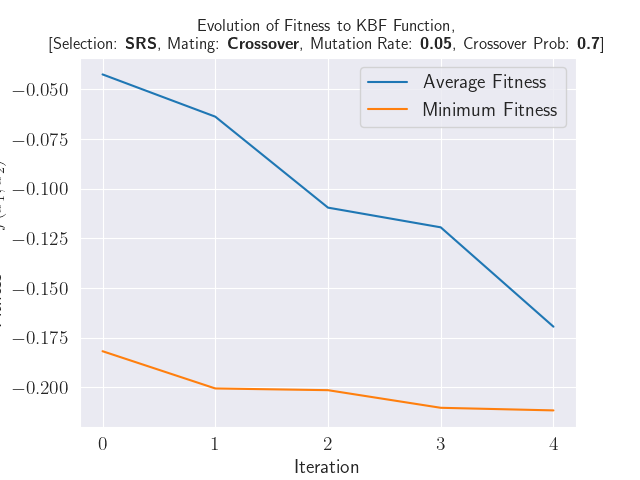 Evolution of Fitness to KBF Function,
[Selection: SRS, Mating: Crossover, Mutation Rate: 0.05, Crossover Prob: 0.7]
Average Fitness
Minimum Fitness
−0.050
−0.075
−0.100
−0.125
−0.150
−0.175
−0.200
0 1 2 3 4
Iteration